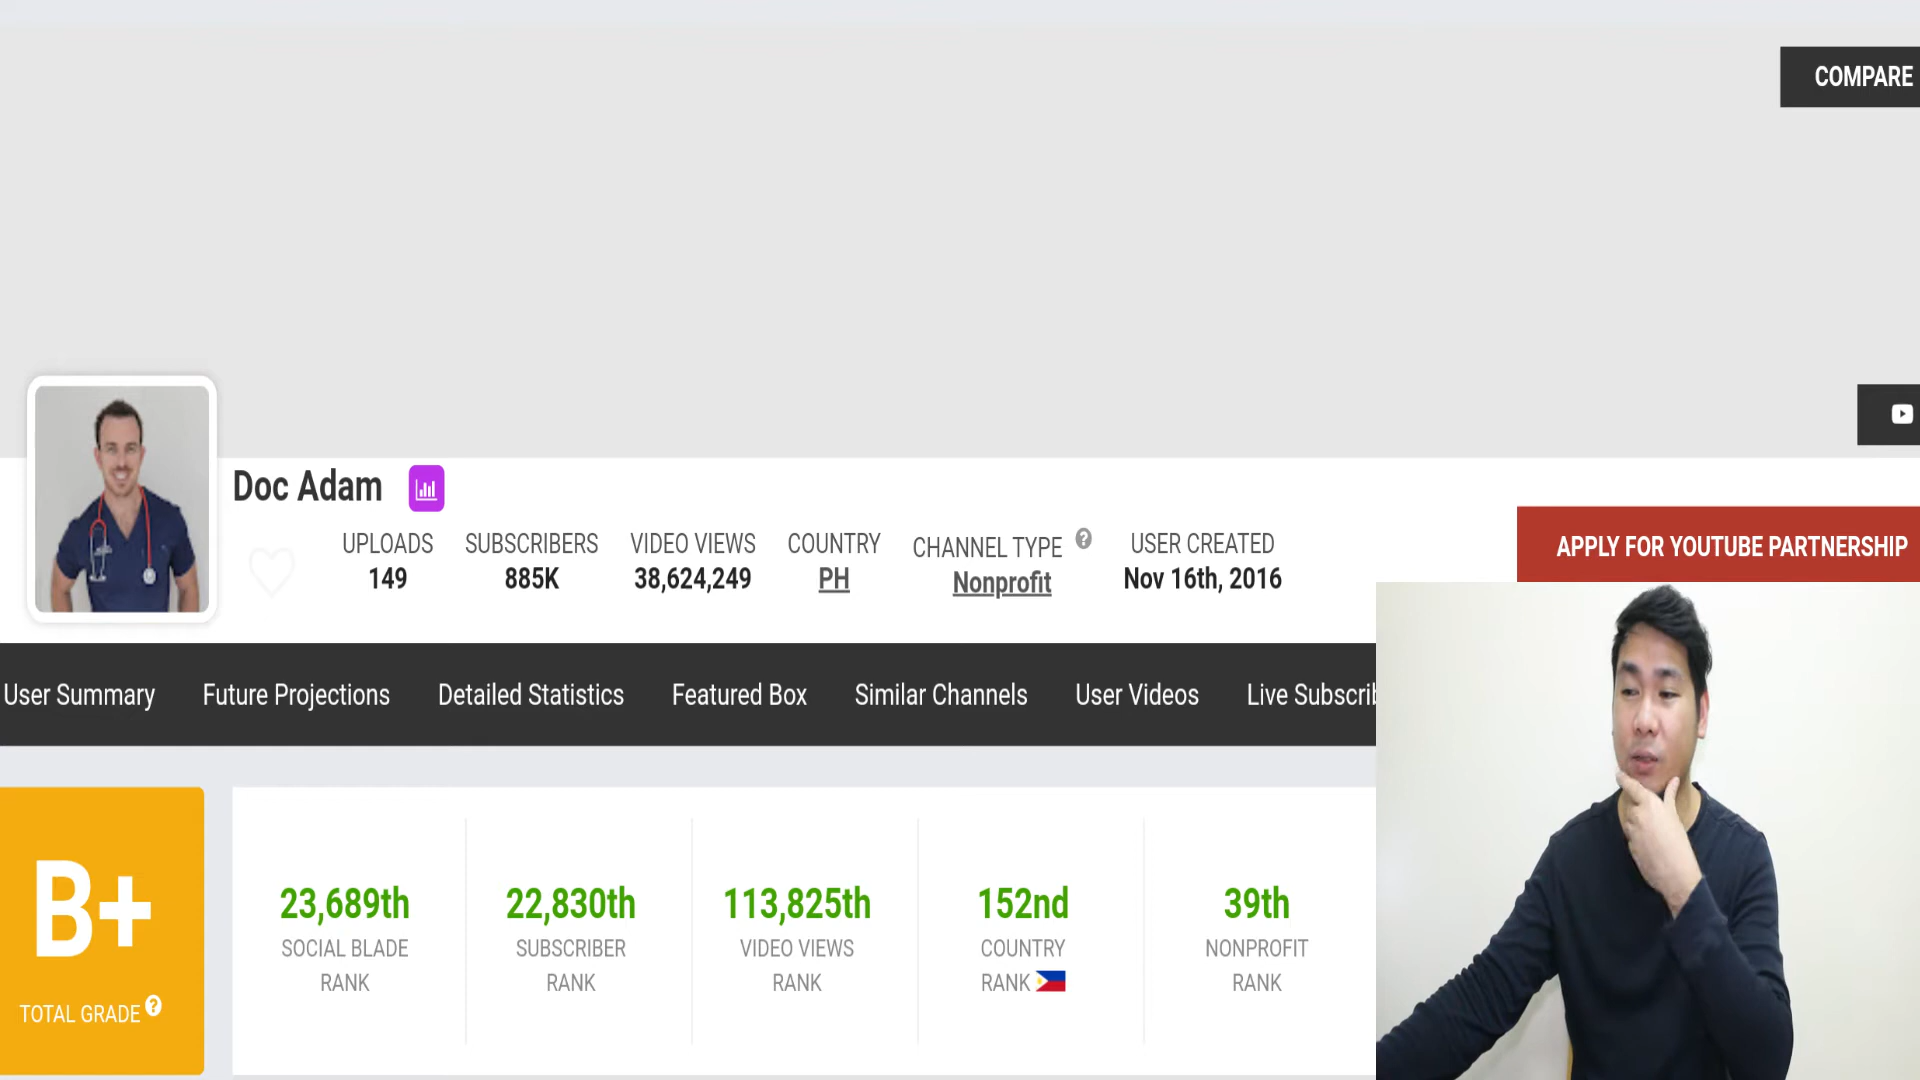 COMPARE
Doc Adam
UPLOADS SUBSCRIBERS VIDEO VIEWS COUNTRY CHANNEL TYPE USER CREATED
149 885K 38,624,249 PH Nonprofit Nov 16th, 2016
APPLY FOR YOUTUBE PARTNERSHIP
User Summary Future Projections Detailed Statistics Featured Box Similar Channels User Videos Live Subscrib
B+
TOTAL GRADE
23,689th
SOCIAL BLADE
RANK
22,830th
SUBSCRIBER
RANK
113,825th
VIDEO VIEWS
RANK
152nd
COUNTRY
RANK
39th
NONPROFIT
RANK